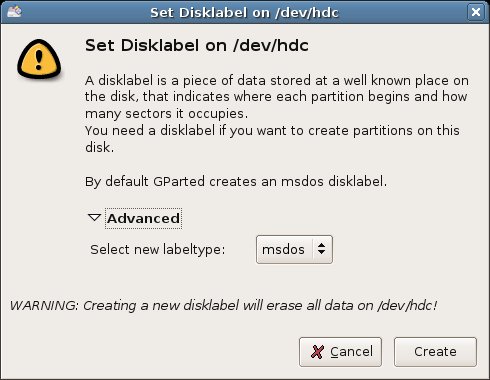 Set Disklabel on /dev/hdc
Set Disklabel on /dev/hdc
A disklabel is a piece of data stored at a well known place on
the disk, that indicates where each partition begins and how
many sectors it occupies.
You need a disklabel if you want to create partitions on this
disk.
By default GParted creates an msdos disklabel.
Advanced
Select new labeltype: msdos
WARNING: Creating a new disklabel will erase all data on /dev/hdc!
Cancel Create